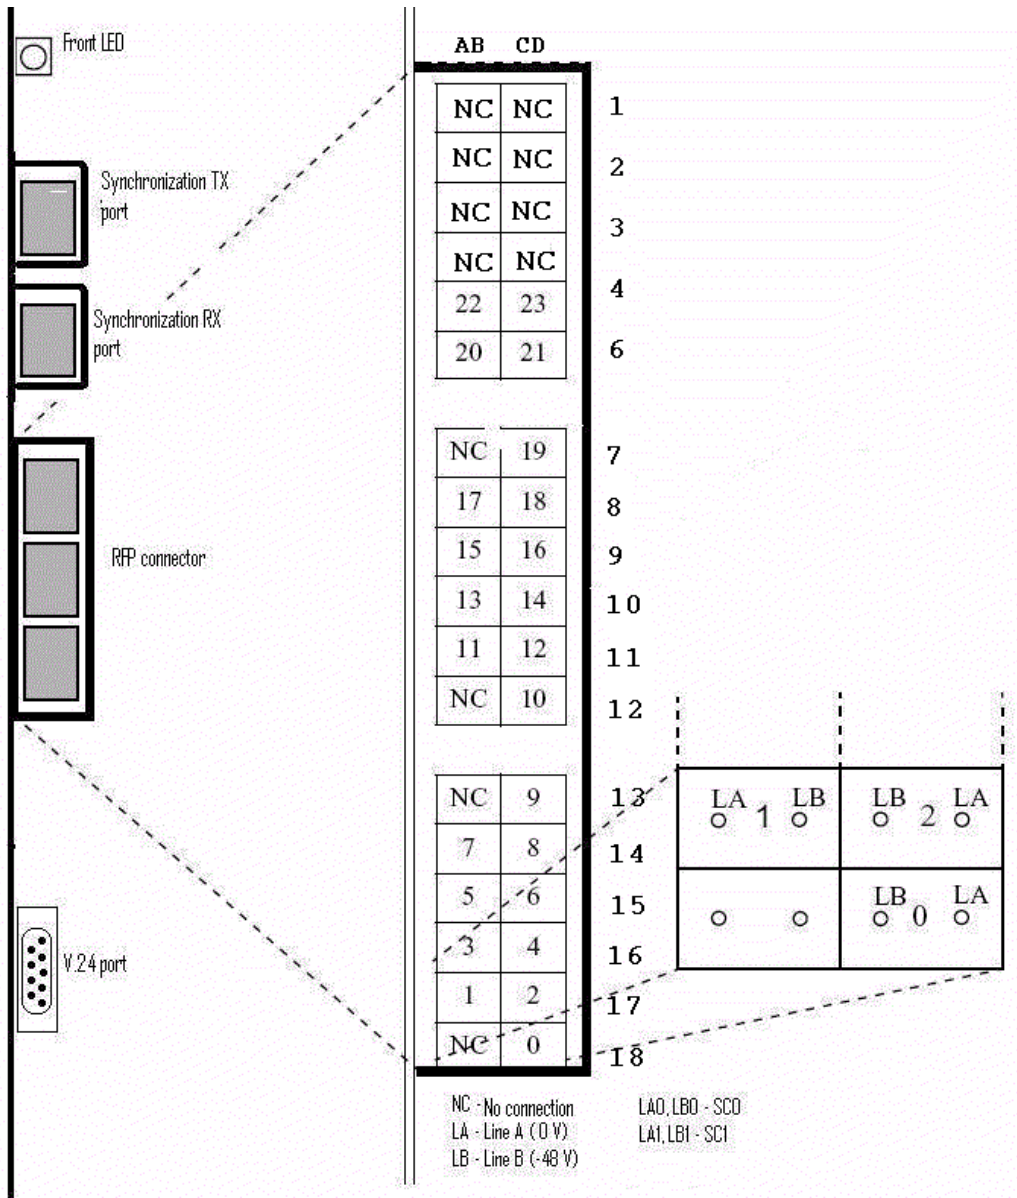 Front LED
Synchronization TX
port
Synchronization RX
port
RFP connector
V.24 port
AB CD
NC NC 1
NC NC 2
NC NC 3
NC NC 4
22 23
20 21 6
NC 19 7
17 18 8
15 16 9
13 14 10
11 12 11
NC 10 12
NC 9 13
7 8 14
5 6 15
3 4 16
1 2 17
NC 0 18
LA 1 LB LB 2 LA
LB 0 LA
NC - No connection
LA - Line A ( 0 V)
LB - Line B (-48 V)
LA0, LB0 - SC0
LA1, LB1 - SC1